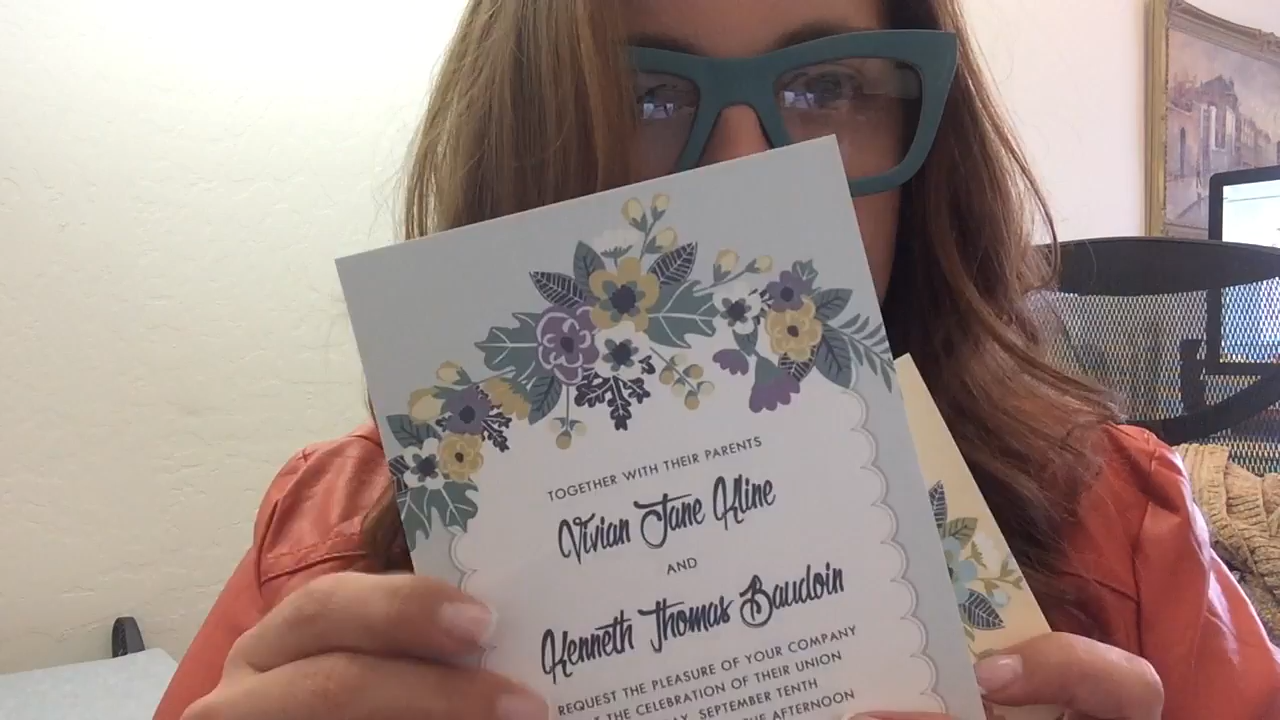 TOGETHER WITH THEIR PARENTS
Vivian Jane Kline
AND
Kenneth Thomas Baudoin
REQUEST THE PLEASURE OF YOUR COMPANY
THE CELEBRATION OF THEIR UNION
SEPTEMBER TENTH
AFTERNOON